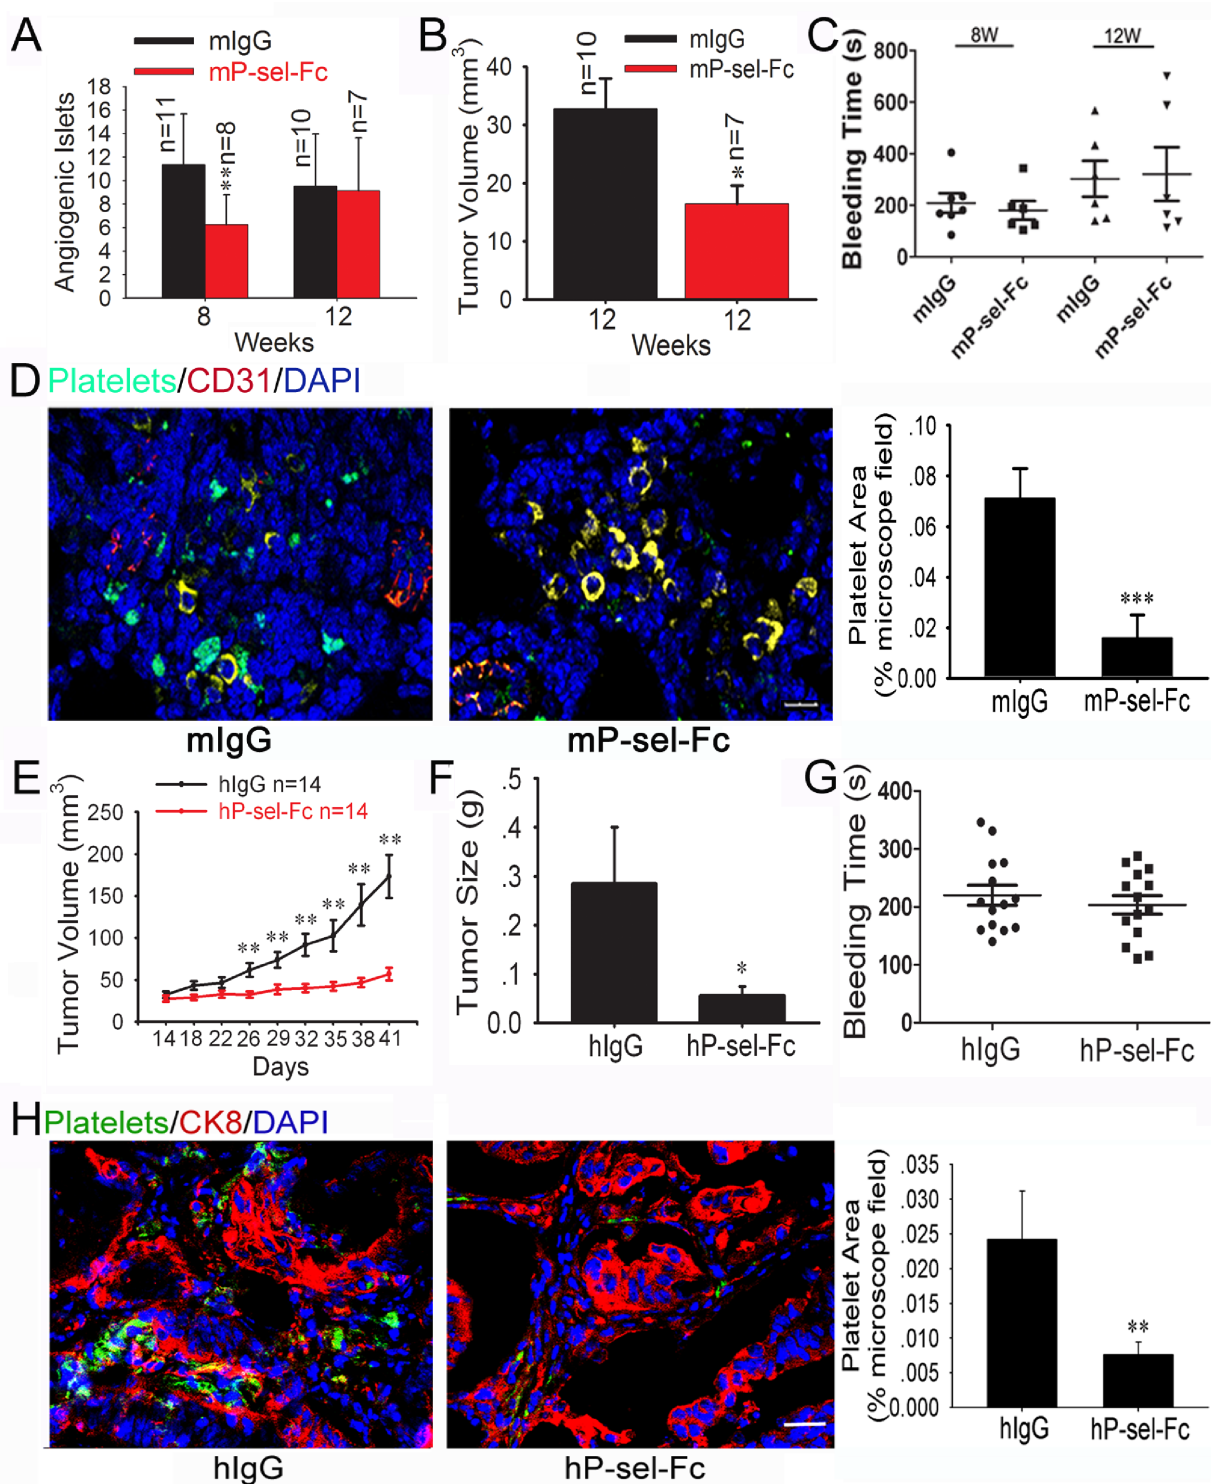 A
mIgG
mP-sel-Fc
Angiogenic Islets
18
16
14
12
10
8
6
4
2
0
n=11
**n=8
n=10
n=7
8
12
Weeks
B
mIgG
mP-sel-Fc
Tumor Volume (mm³)
40
30
20
10
0
n=10
*n=7
12
12
Weeks
C
8W
12W
Bleeding Time (s)
800
600
400
200
0
mIgG
mP-sel-Fc
mIgG
mP-sel-Fc
D
Platelets/CD31/DAPI
mIgG
mP-sel-Fc
Platelet Area
(% microscope field)
.10
.08
.06
.04
.02
0.00
***
mIgG
mP-sel-Fc
E
hIgG n=14
hP-sel-Fc n=14
Tumor Volume (mm³)
250
200
150
100
50
0
**
**
**
**
**
**
14 18 22 26 29 32 35 38 41
Days
F
Tumor Size (g)
.5
.4
.3
.2
.1
0.0
*
hIgG
hP-sel-Fc
G
Bleeding Time (s)
400
300
200
100
0
hIgG
hP-sel-Fc
H
Platelets/CK8/DAPI
hIgG
hP-sel-Fc
Platelet Area
(% microscope field)
.035
.030
.025
.020
.015
.010
.005
0.000
**
hIgG
hP-sel-Fc